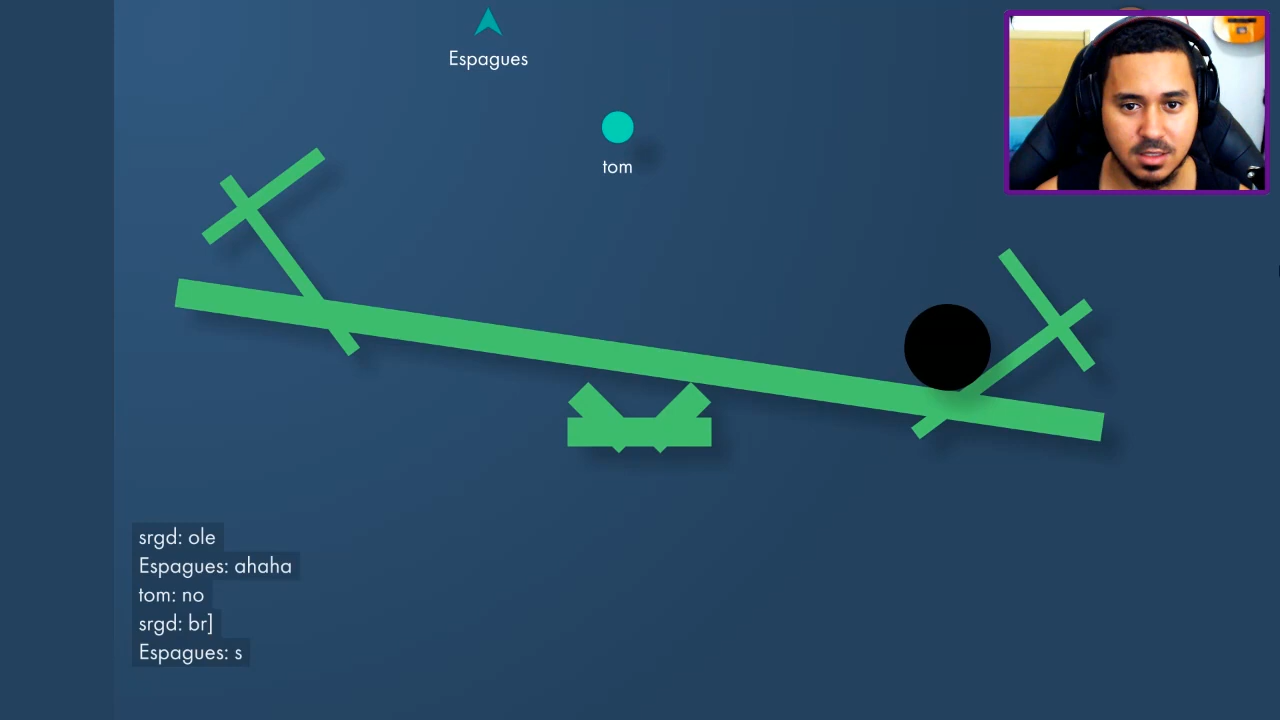 Espagues
tom
srgd: ole
Espagues: ahaha
tom: no
srgd: br]
Espagues: s